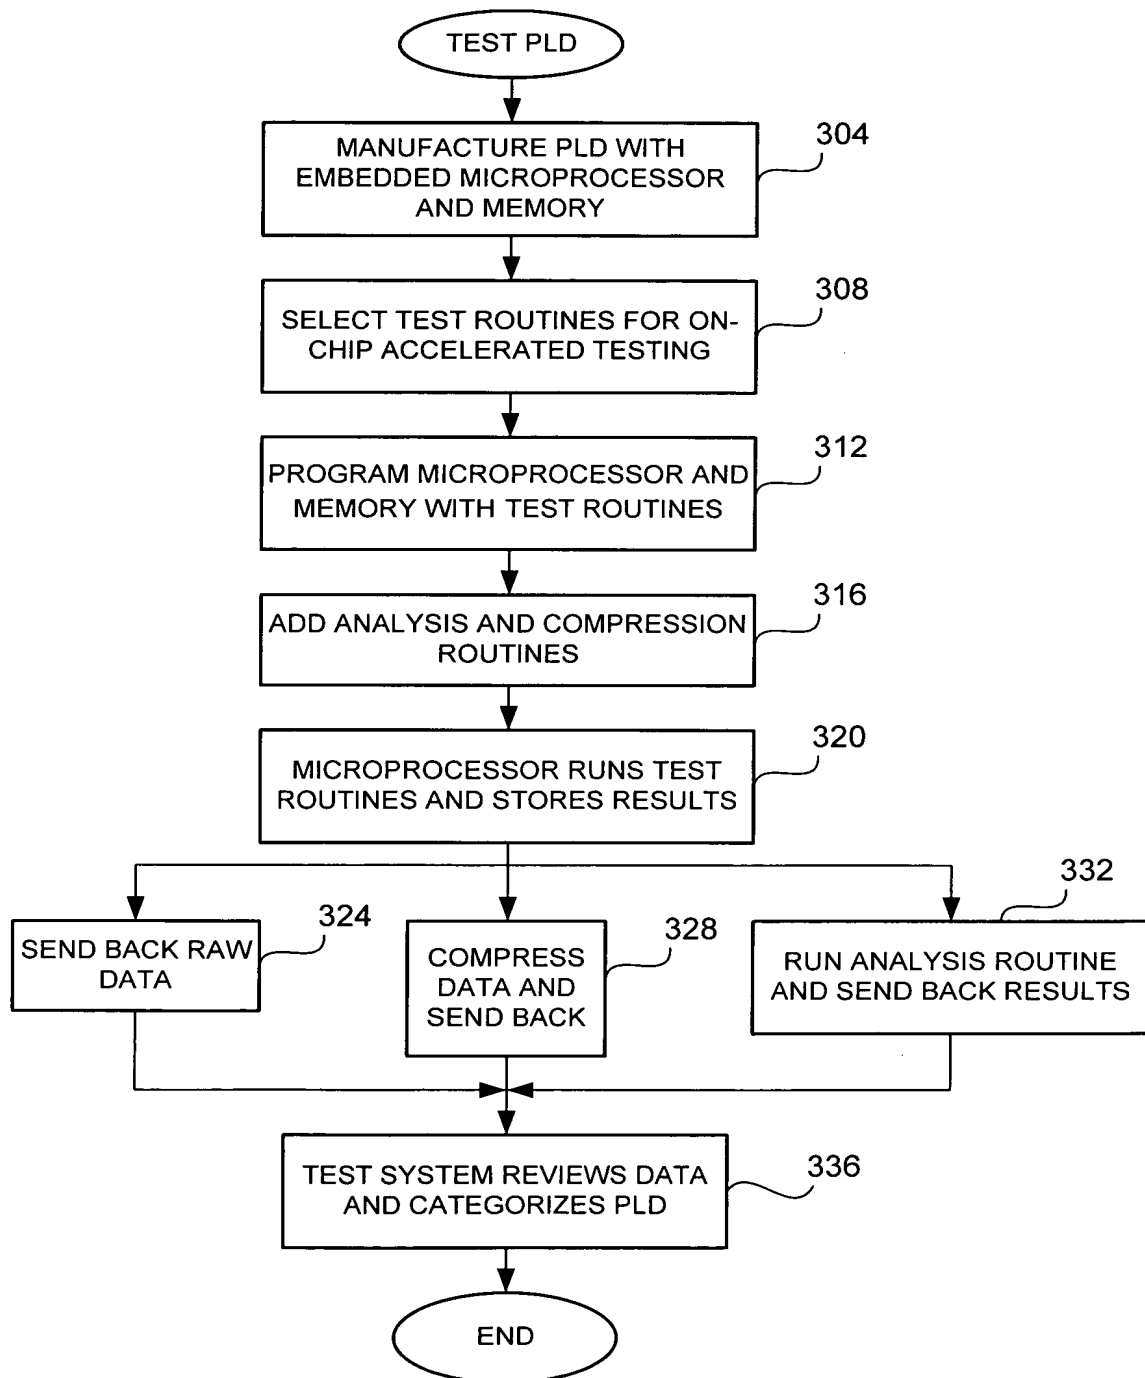 TEST PLD
MANUFACTURE PLD WITH
EMBEDDED MICROPROCESSOR
AND MEMORY
304
SELECT TEST ROUTINES FOR ON-
CHIP ACCELERATED TESTING
308
PROGRAM MICROPROCESSOR AND
MEMORY WITH TEST ROUTINES
312
ADD ANALYSIS AND COMPRESSION
ROUTINES
316
MICROPROCESSOR RUNS TEST
ROUTINES AND STORES RESULTS
320
SEND BACK RAW
DATA
324
COMPRESS
DATA AND
SEND BACK
328
RUN ANALYSIS ROUTINE
AND SEND BACK RESULTS
332
TEST SYSTEM REVIEWS DATA
AND CATEGORIZES PLD
336
END